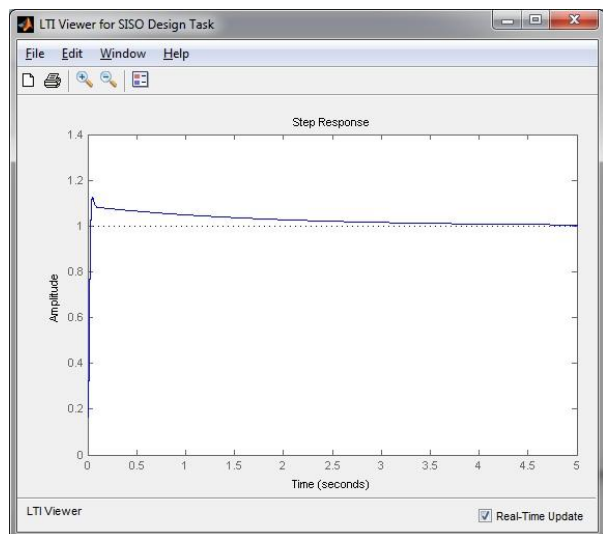 LTI Viewer for SISO Design Task
File Edit Window Help
Step Response
1.4
1.2
1
0.8
0.6
0.4
0.2
0
Amplitude
0 0.5 1 1.5 2 2.5 3 3.5 4 4.5 5
Time (seconds)
LTI Viewer
Real-Time Update